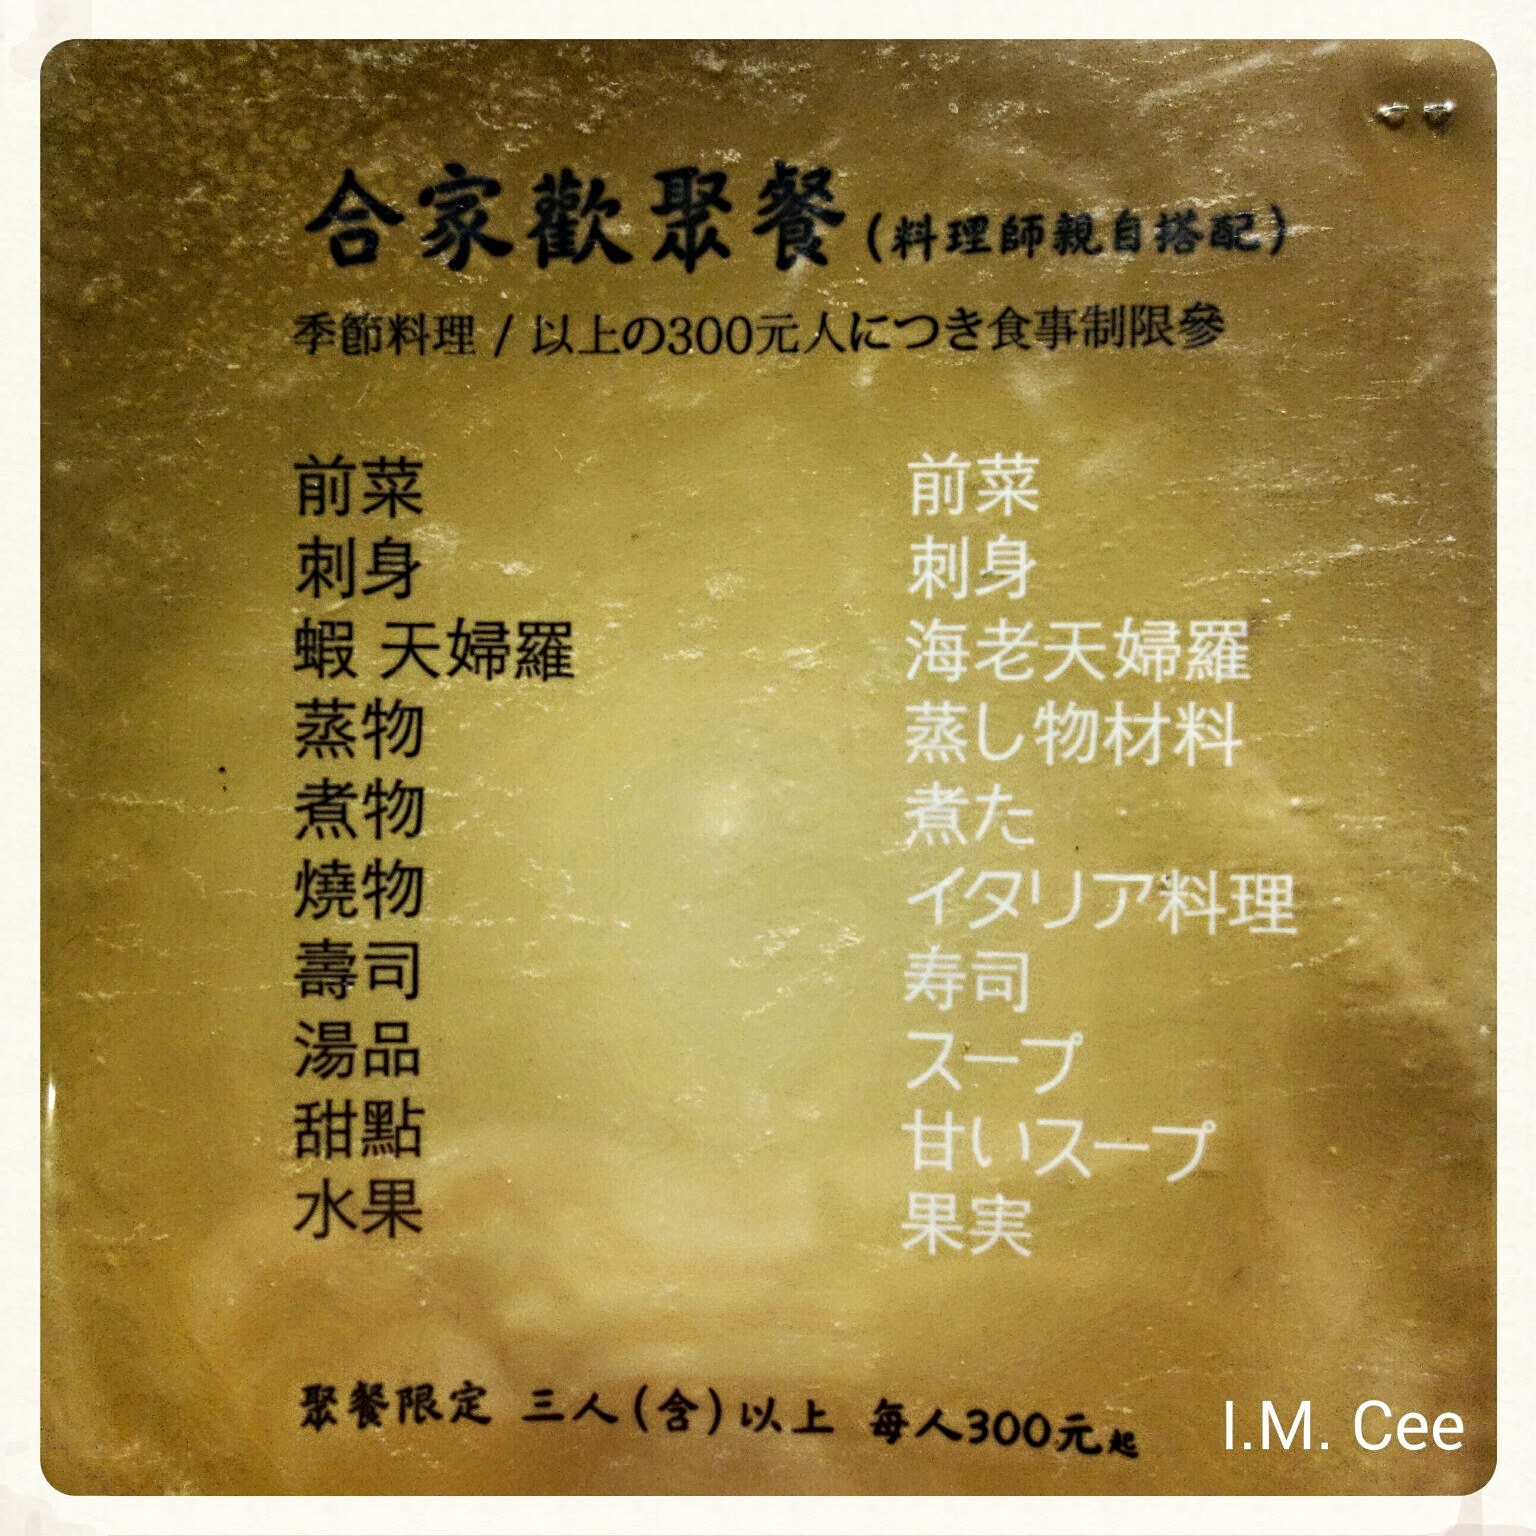 合家歡聚餐(料理師親自搭配)
季節料理 / 以上の300元人につき食事制限參
前菜
刺身
蝦 天婦羅
蒸物
煮物
燒物
壽司
湯品
甜點
水果
前菜
刺身
海老天婦羅
蒸し物材料
煮た
イタリア料理
寿司
スープ
甘いスープ
果実
聚餐限定 三人(含)以上 每人300元起
I.M. Cee